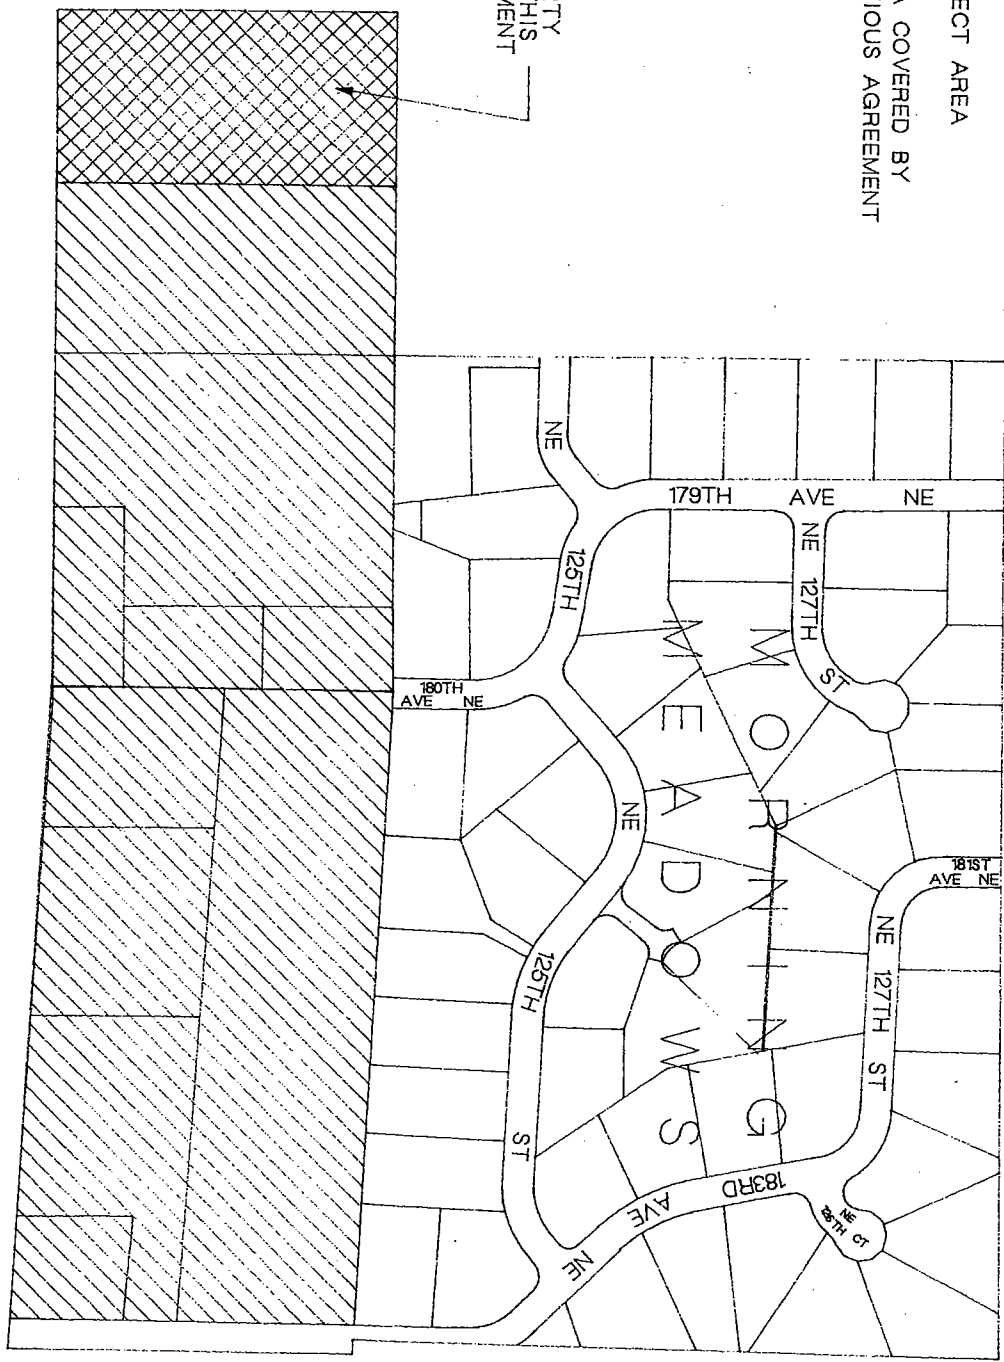 ECT AREA
A COVERED BY
IOUS AGREEMENT
TY
THIS
MENT
MORNING
MEADOWS
179TH AVE NE
NE 127TH ST
181ST
AVE NE
NE 127TH ST
NE 125TH
180TH
AVE NE
NE 125TH ST
183RD AVE NE
NE
126TH CT